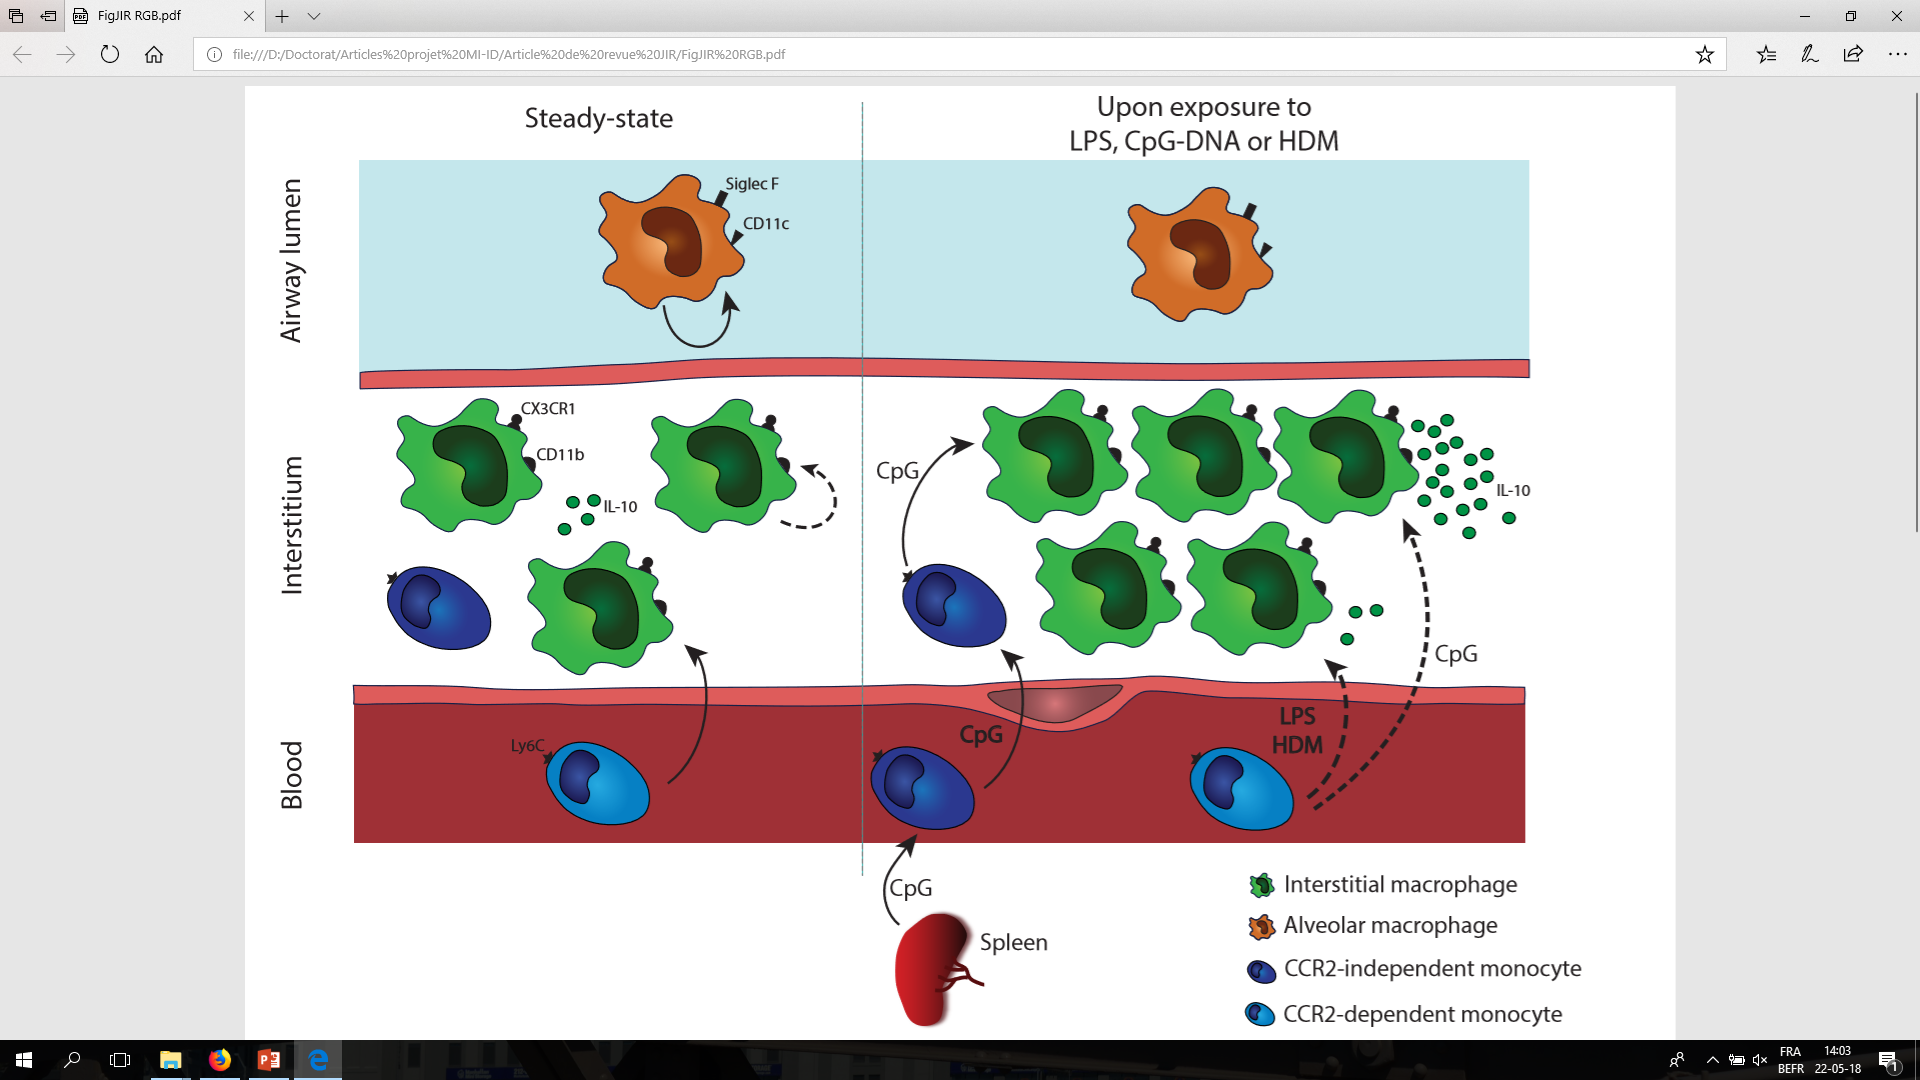 FigJIR RGB.pdf
file:///D:/Doctorat/Articles%20projet%20MI-ID/Article%20de%20revue%20JIR/FigJIR%20RGB.pdf
Steady-state
Upon exposure to
LPS, CpG-DNA or HDM
Airway lumen
Siglec F
CD11c
Interstitium
CX3CR1
CD11b
IL-10
CpG
IL-10
CpG
Blood
Ly6C
CpG
LPS
HDM
CpG
Spleen
Interstitial macrophage
Alveolar macrophage
CCR2-independent monocyte
CCR2-dependent monocyte
FRA
BEFR
14:03
22-05-18
1